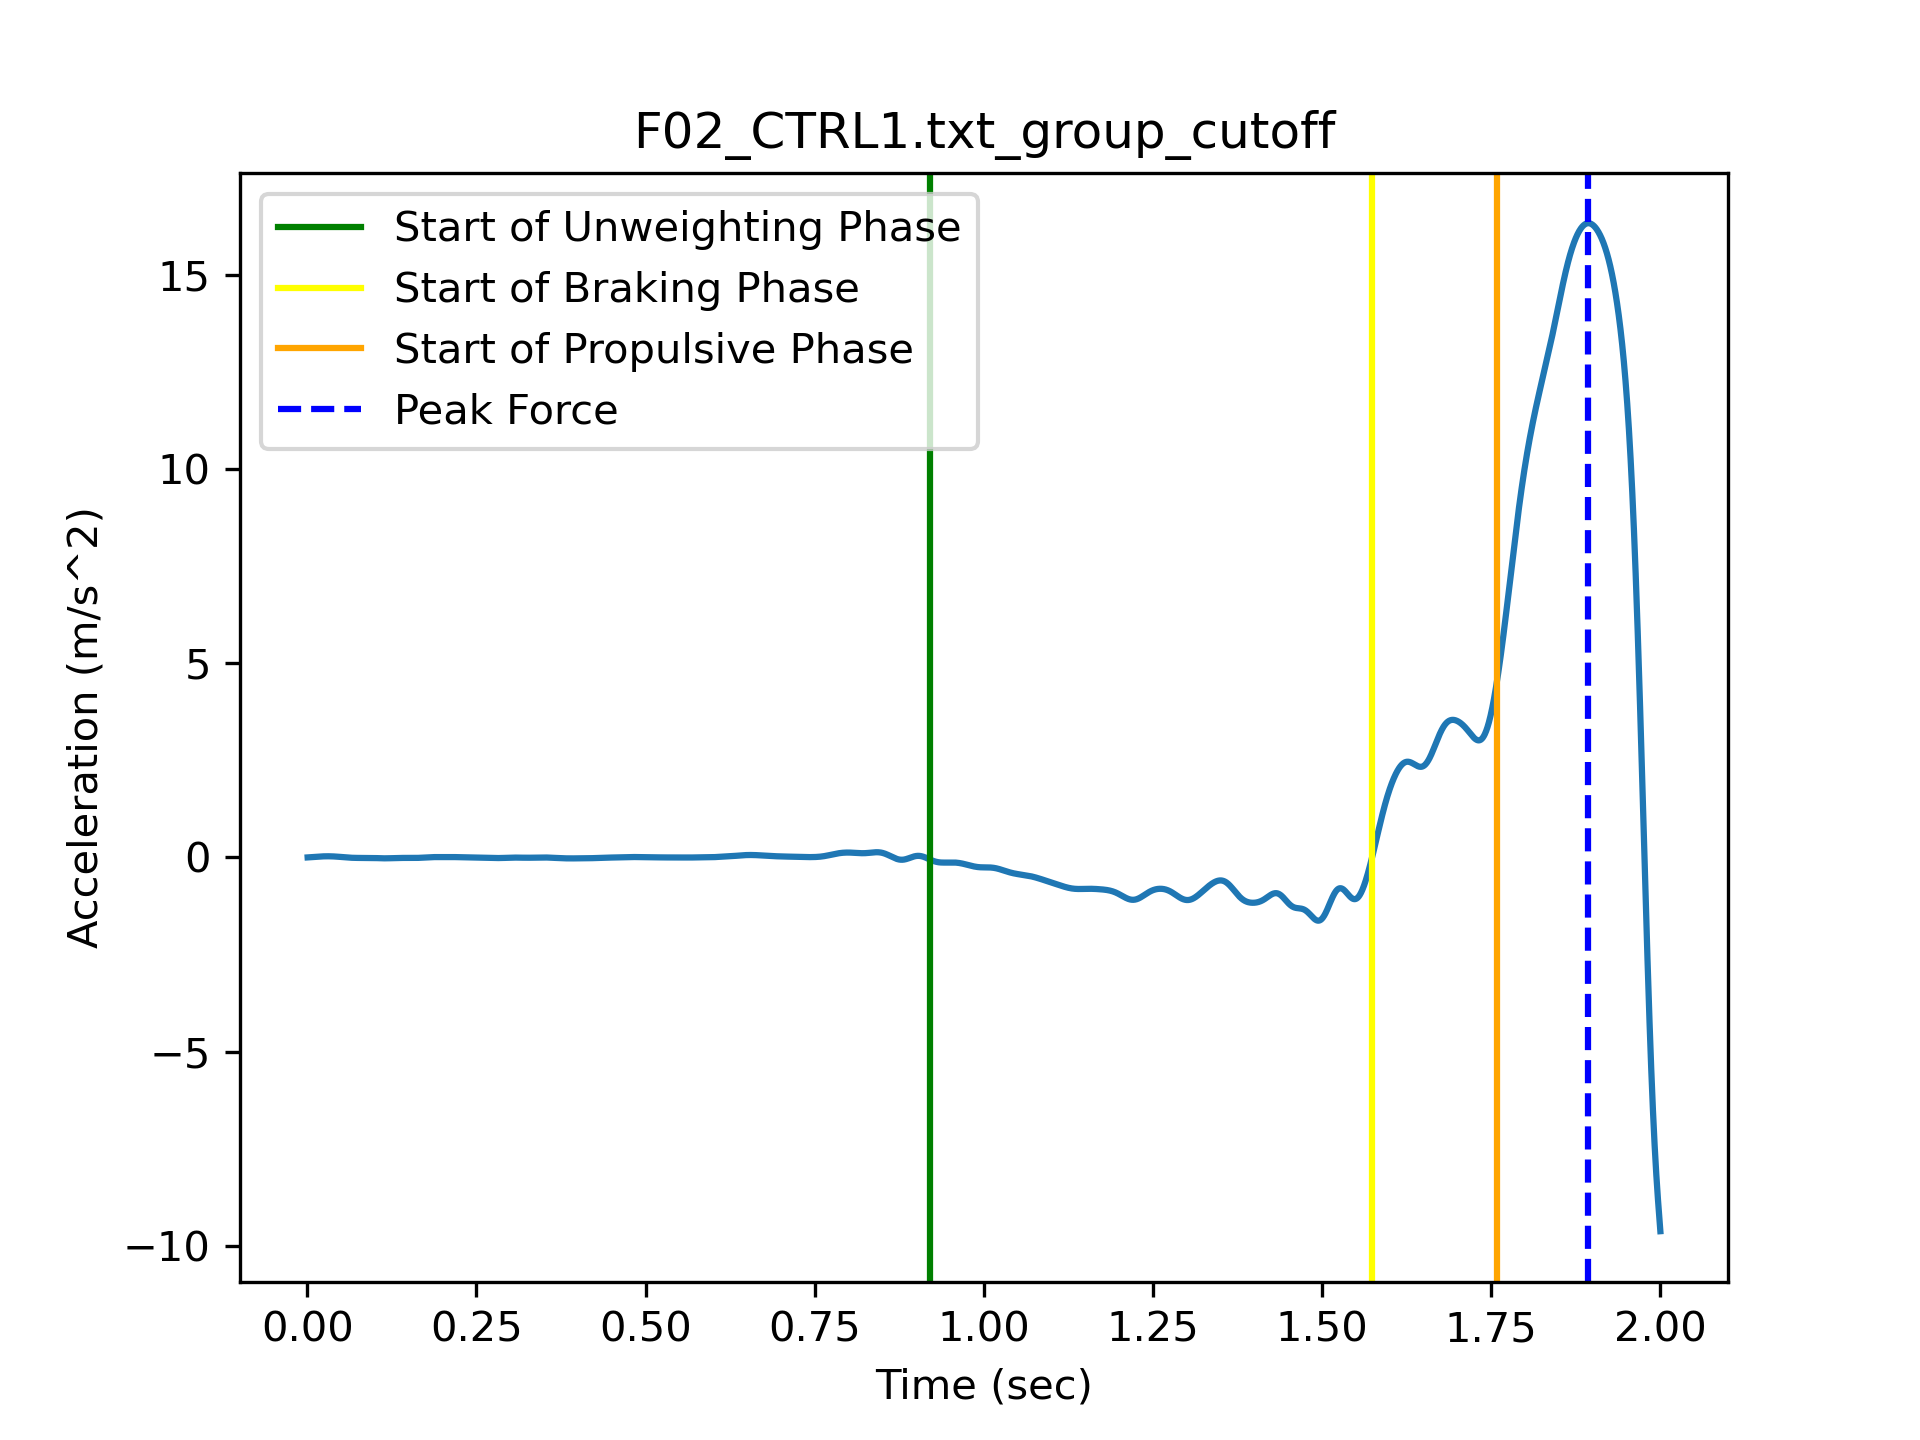 F02_CTRL1.txt_group_cutoff
Start of Unweighting Phase
Start of Braking Phase
Start of Propulsive Phase
Peak Force
Acceleration (m/s^2)
15
10
5
0
−5
−10
0.00 0.25 0.50 0.75 1.00 1.25 1.50 1.75 2.00
Time (sec)